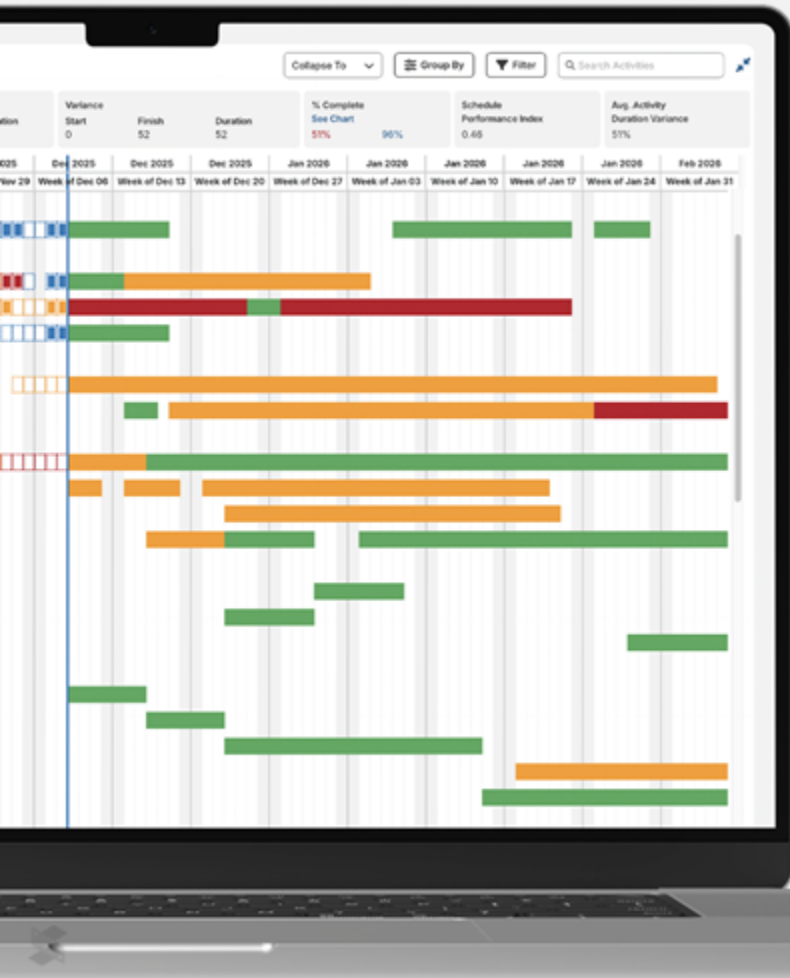 Collapse To
Group By
Filter
Search Activities
Variance
Start Finish Duration
0 52 52
% Complete
See Chart
51% 96%
Schedule
Performance Index
0.46
Avg. Activity
Duration Variance
51%
2025 Dec 2025 Dec 2025 Dec 2025 Jan 2026 Jan 2026 Jan 2026 Jan 2026 Jan 2026 Feb 2026
Nov 29 Week of Dec 06 Week of Dec 13 Week of Dec 20 Week of Dec 27 Week of Jan 03 Week of Jan 10 Week of Jan 17 Week of Jan 24 Week of Jan 31